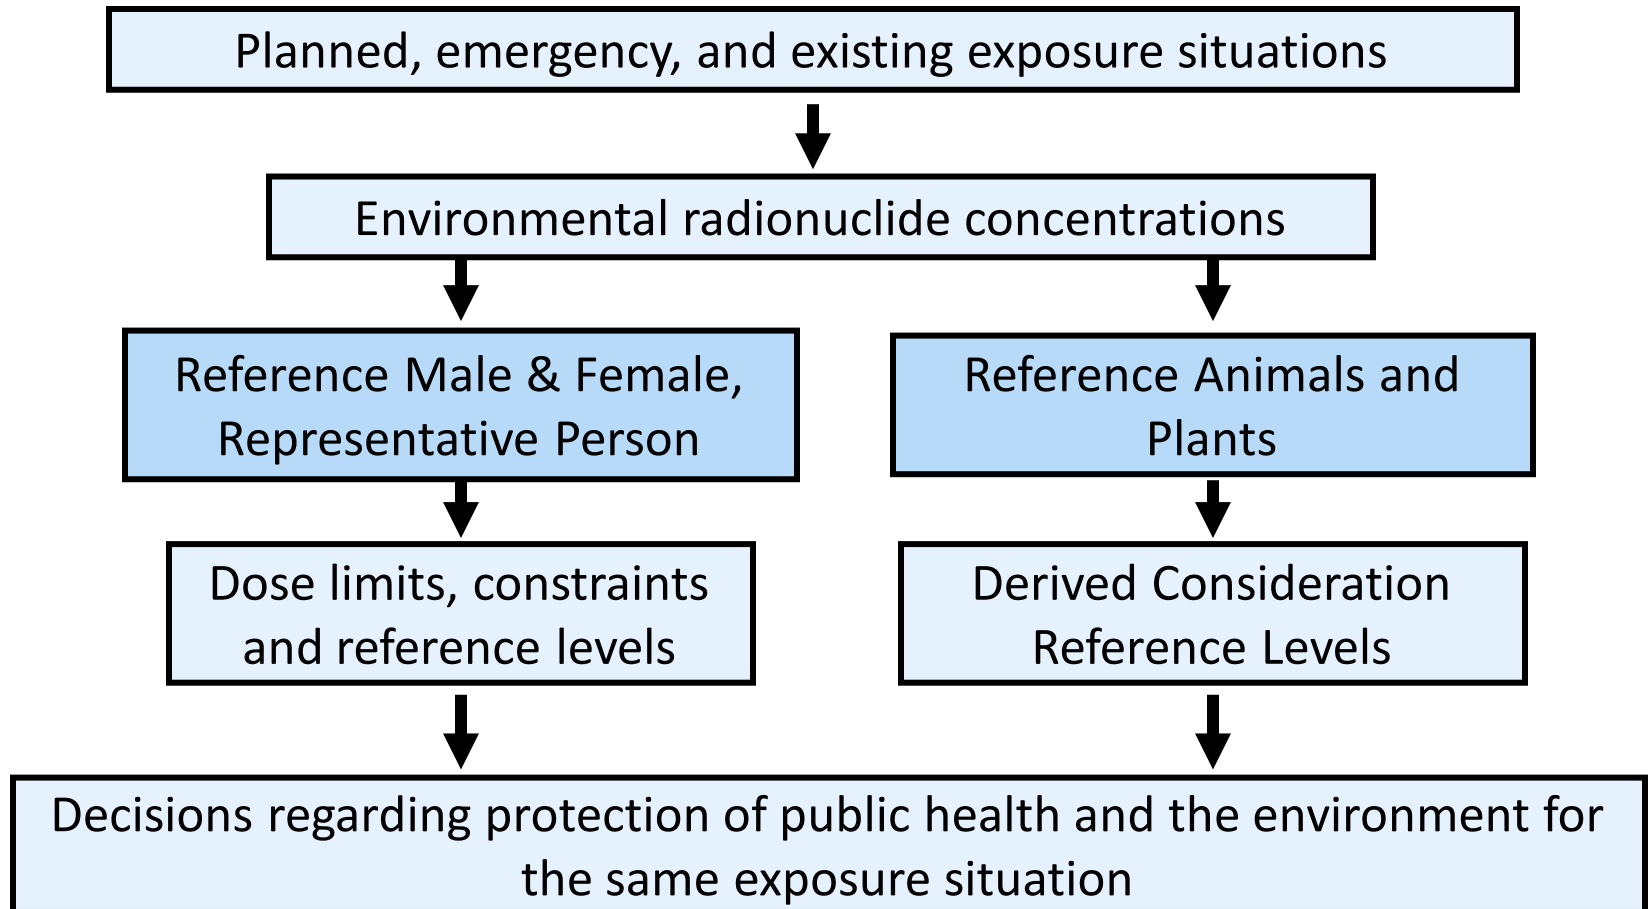 Planned, emergency, and existing exposure situations
Environmental radionuclide concentrations
Reference Male & Female,
Representative Person
Reference Animals and
Plants
Dose limits, constraints
and reference levels
Derived Consideration
Reference Levels
Decisions regarding protection of public health and the environment for
the same exposure situation